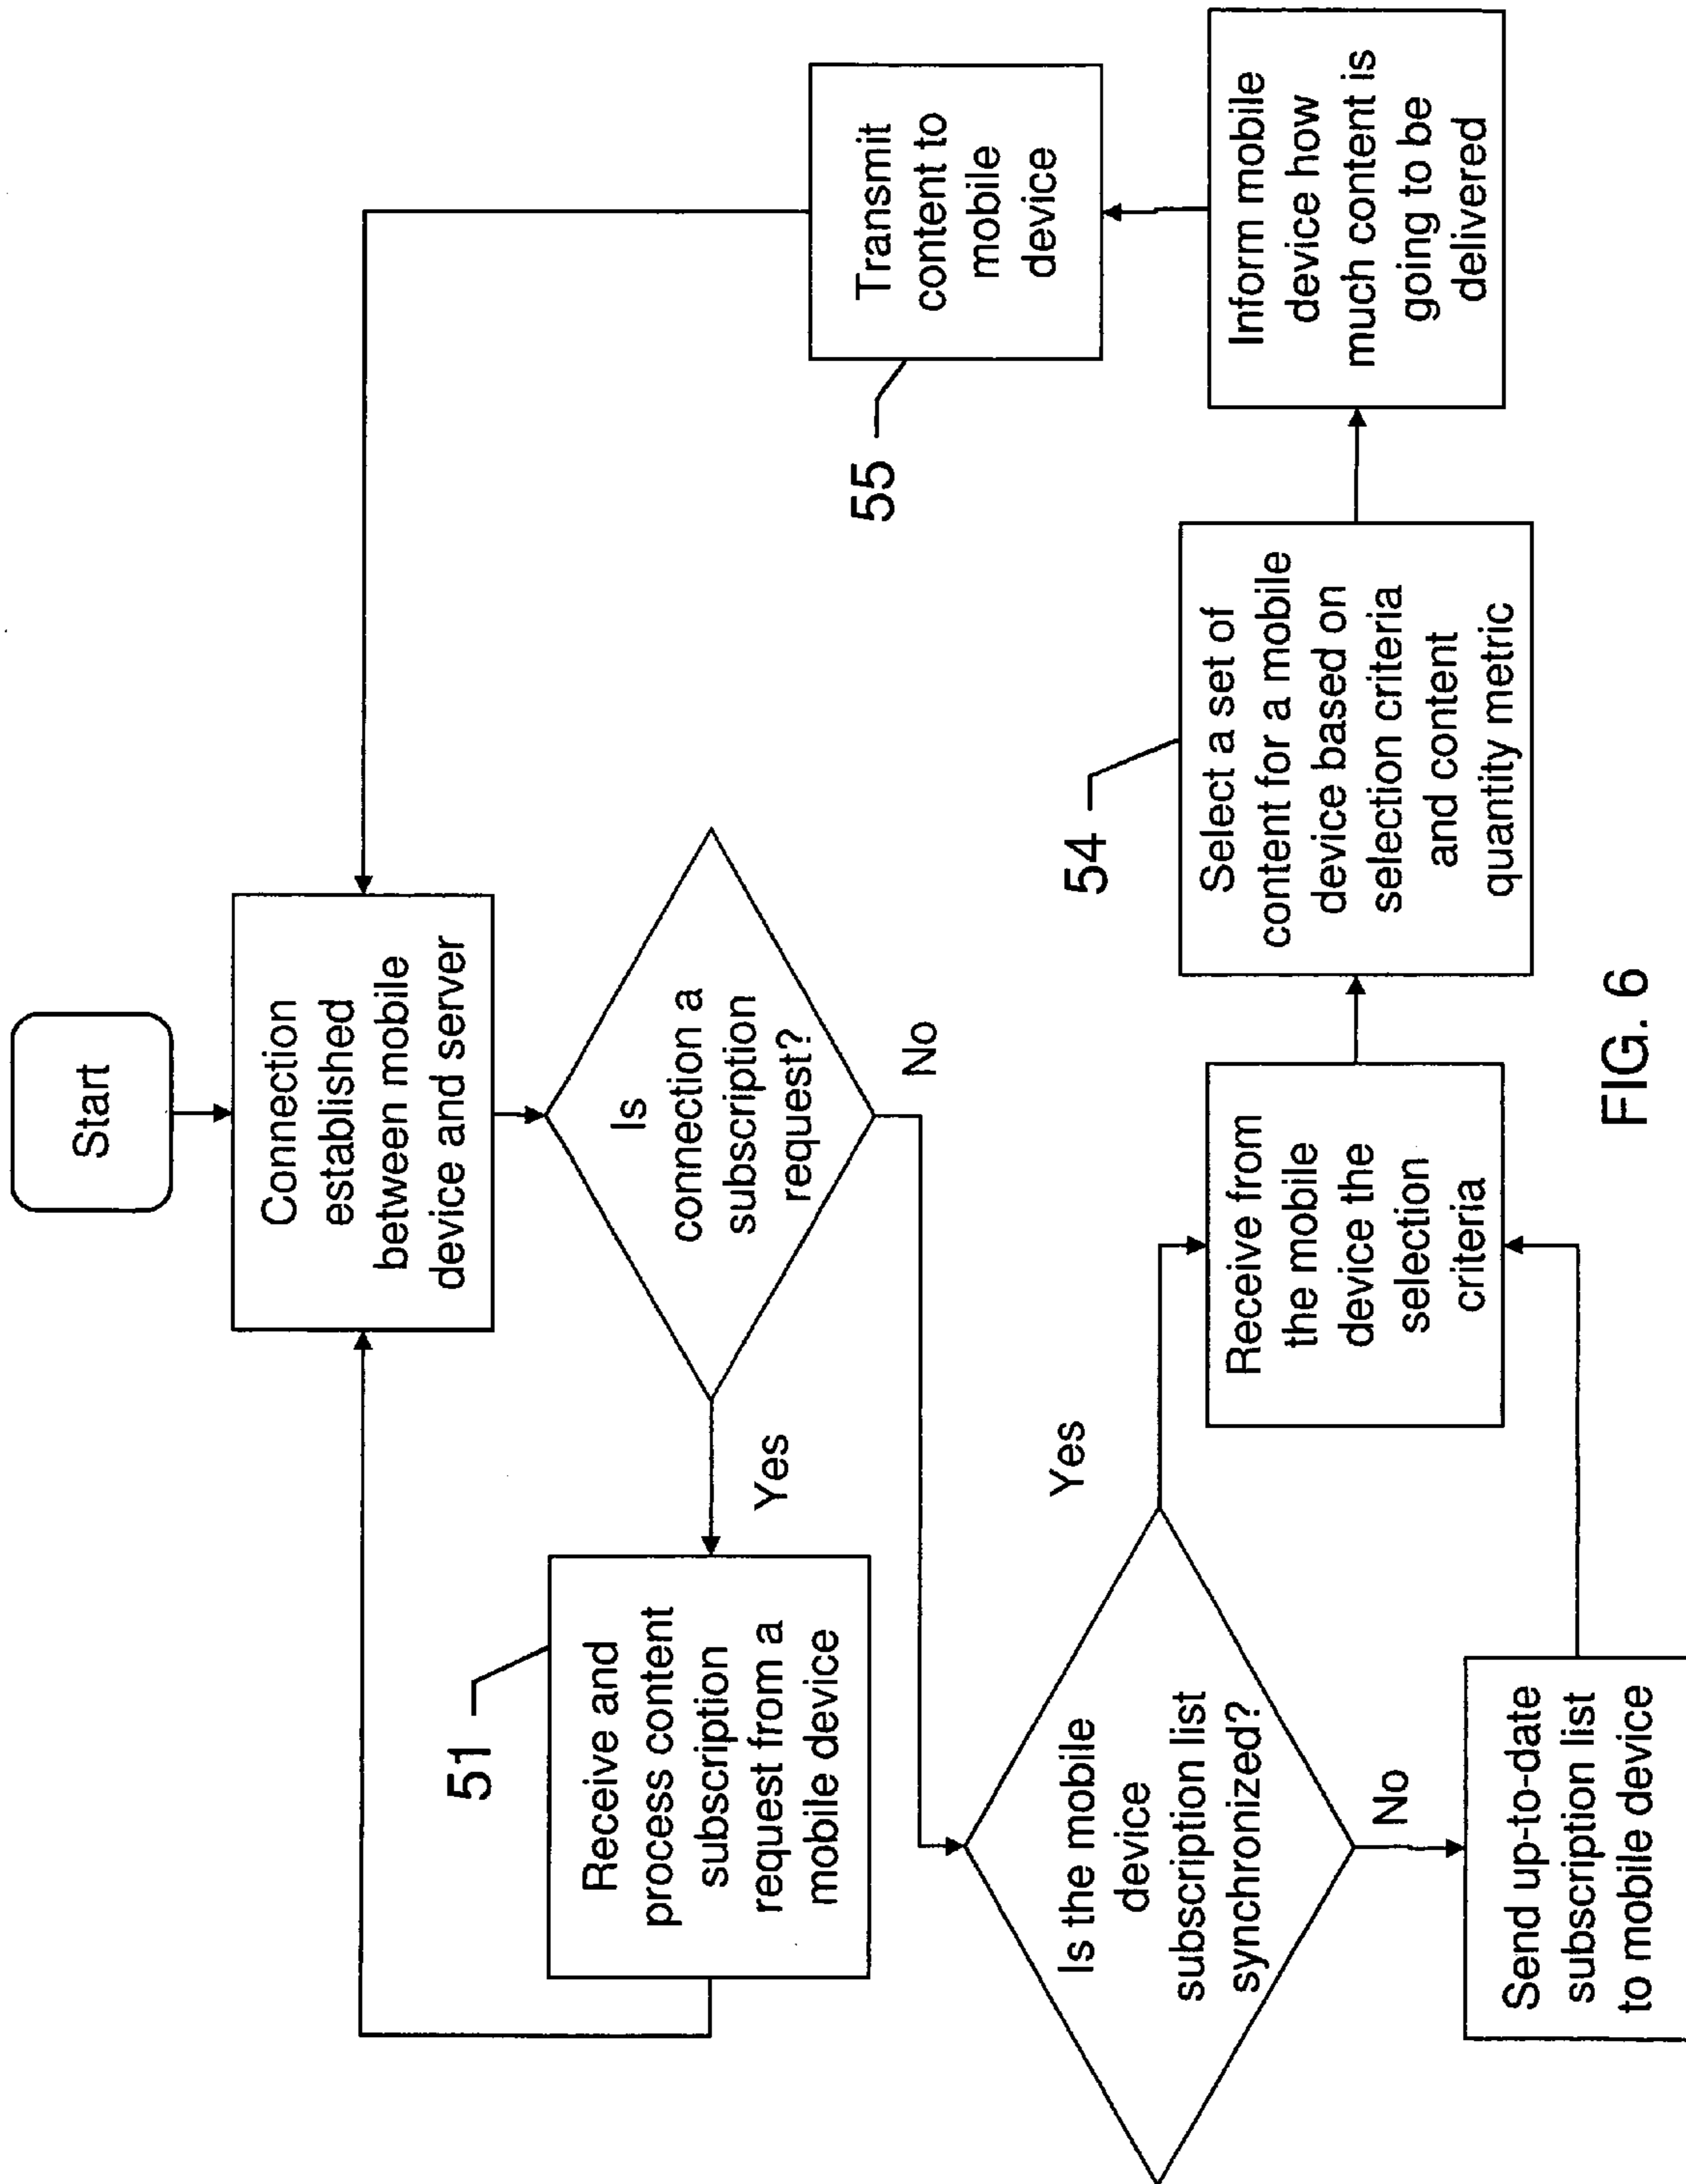 Start
Connection
established
between mobile
device and server
Is
connection a
subscription
request?
Yes
No
51
Receive and
process content
subscription
request from a
mobile device
Is the mobile
device
subscription list
synchronized?
Yes
No
Send up-to-date
subscription list
to mobile device
Receive from
the mobile
device the
selection
criteria
54
Select a set of
content for a mobile
device based on
selection criteria
and content
quantity metric
Inform mobile
device how
much content is
going to be
delivered
55
Transmit
content to
mobile
device
FIG. 6